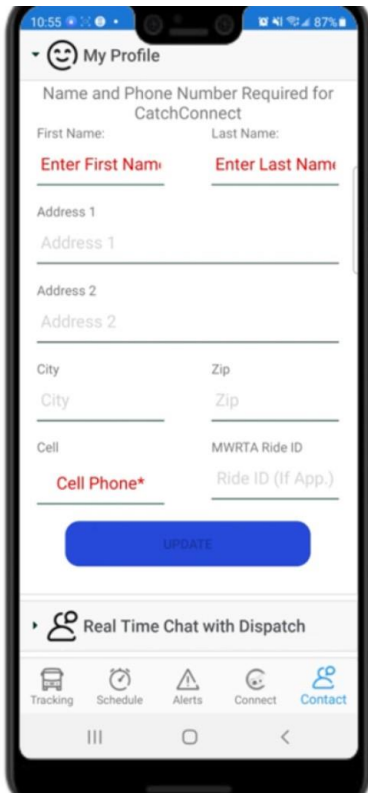 10:55
87%
My Profile
Name and Phone Number Required for
CatchConnect
First Name:
Last Name:
Enter First Nam
Enter Last Name
Address 1
Address 1
Address 2
Address 2
City
Zip
City
Zip
Cell
MWRTA Ride ID
Cell Phone*
Ride ID (If App.)
UPDATE
Real Time Chat with Dispatch
Tracking
Schedule
Alerts
Connect
Contact